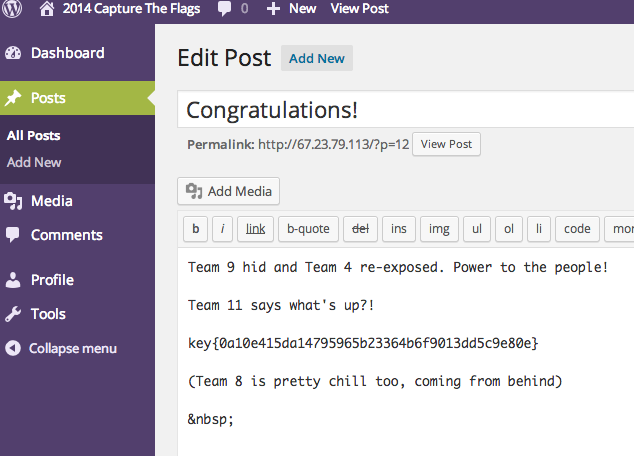 2014 Capture The Flags 0 New View Post
Dashboard
Posts
All Posts
Add New
Media
Comments
Profile
Tools
Collapse menu
Edit Post Add New
Congratulations!
Permalink: http://67.23.79.113/?p=12 View Post
Add Media
b i link b-quote del ins img ul ol li code mor
Team 9 hid and Team 4 re-exposed. Power to the people!
Team 11 says what's up?!
key{0a10e415da14795965b23364b6f9013dd5c9e80e}
(Team 8 is pretty chill too, coming from behind)
&nbsp;